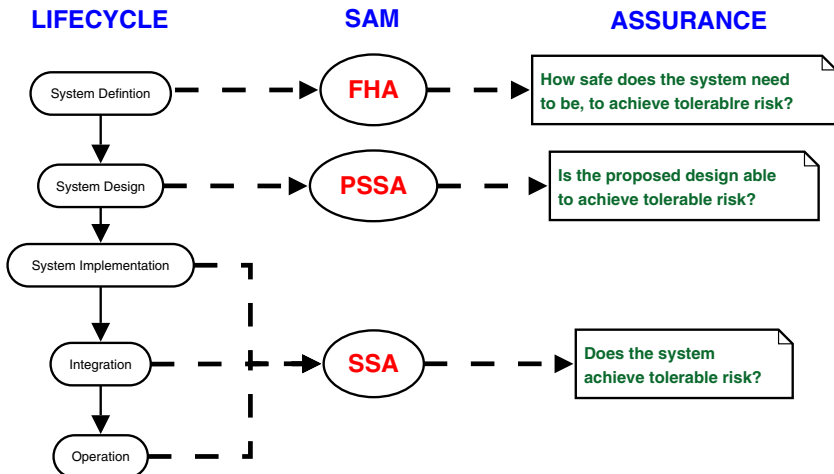 LIFECYCLE
SAM
ASSURANCE
System Defintion
FHA
How safe does the system need
to be, to achieve tolerablre risk?
System Design
PSSA
Is the proposed design able
to achieve tolerable risk?
System Implementation
Integration
SSA
Does the system
achieve tolerable risk?
Operation